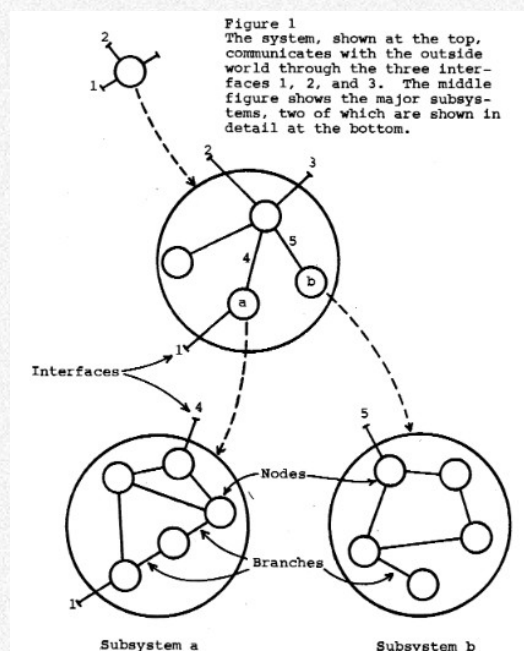 Figure 1
The system, shown at the top,
communicates with the outside
world through the three inter-
faces 1, 2, and 3. The middle
figure shows the major subsys-
tems, two of which are shown in
detail at the bottom.
2
1
2
3
4
5
a
b
1
Interfaces
4
5
Nodes
Branches
1
Subsystem a
Subsystem b